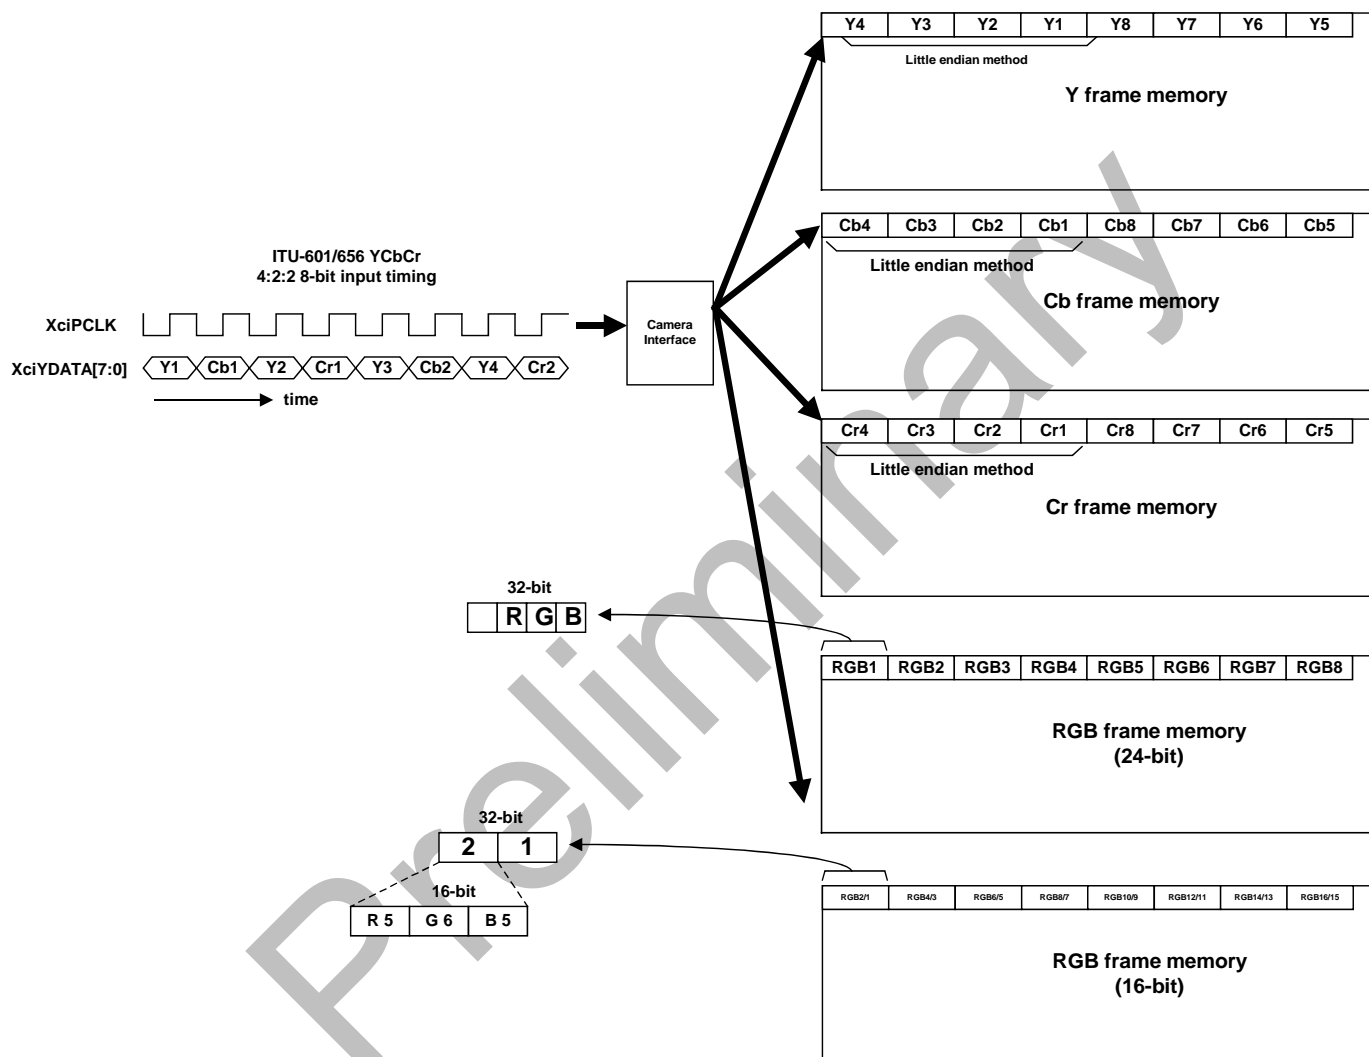 Y4 Y3 Y2 Y1 Y8 Y7 Y6 Y5
Little endian method
Y frame memory
Cb4 Cb3 Cb2 Cb1 Cb8 Cb7 Cb6 Cb5
Little endian method
Cb frame memory
ITU-601/656 YCbCr
4:2:2 8-bit input timing
XciPCLK
XciYDATA[7:0] Y1 Cb1 Y2 Cr1 Y3 Cb2 Y4 Cr2
time
Camera
Interface
Cr4 Cr3 Cr2 Cr1 Cr8 Cr7 Cr6 Cr5
Little endian method
Cr frame memory
32-bit
R G B
RGB1 RGB2 RGB3 RGB4 RGB5 RGB6 RGB7 RGB8
RGB frame memory
(24-bit)
32-bit
2 1
16-bit
R 5 G 6 B 5
RGB2/1 RGB4/3 RGB6/5 RGB8/7 RGB10/9 RGB12/11 RGB14/13 RGB16/15
RGB frame memory
(16-bit)
Preliminary